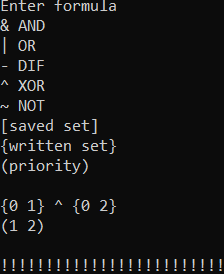 Enter formula
& AND
| OR
- DIF
^ XOR
~ NOT
[saved set]
{written set}
(priority)
{0 1} ^ {0 2}
(1 2)
!!!!!!!!!!!!!!!!!!!!!!!!!